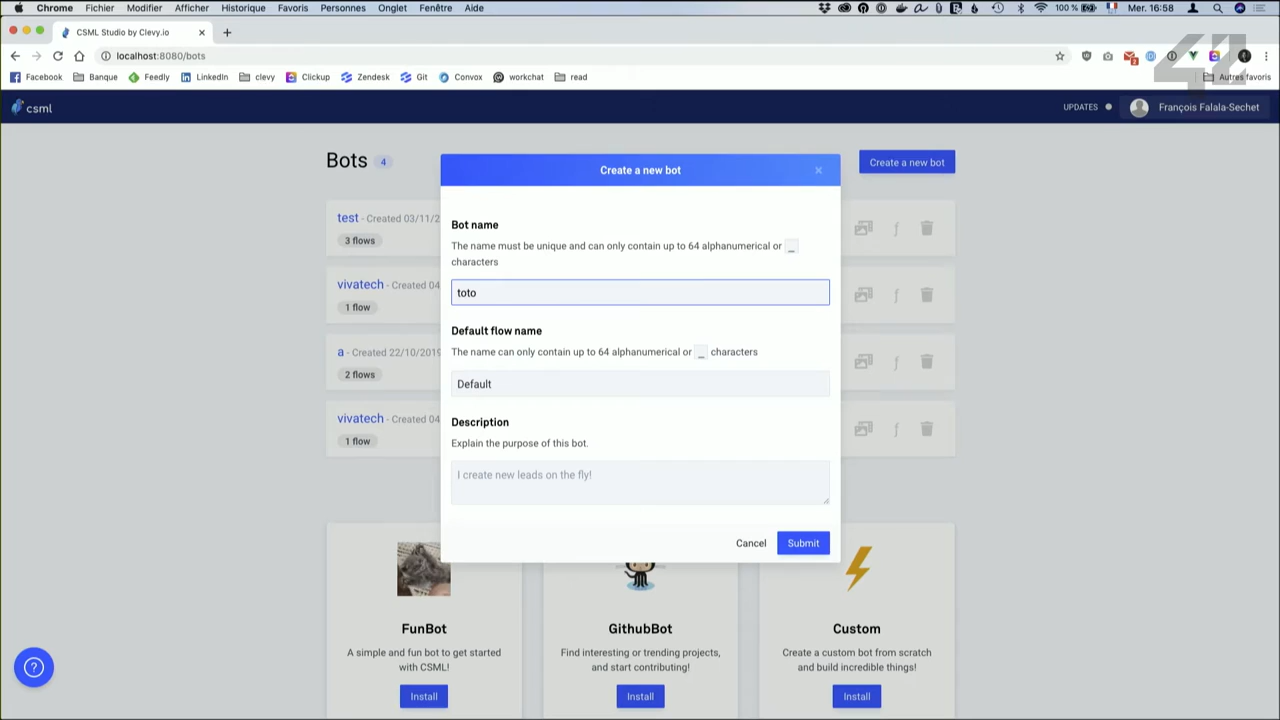 Chrome Fichier Modifier Afficher Historique Favoris Personnes Onglet Fenêtre Aide 100 % Mer. 16:58
CSML Studio by Clevy.io
localhost:8080/bots
Facebook Banque Feedly LinkedIn clevy Clickup Zendesk Git Convox workchat read Autres favoris
42
csml UPDATES François Falala-Sechet
Bots 4 Create a new bot
Create a new bot
test - Created 03/11/2
3 flows
vivatech - Created 04
1 flow
a - Created 22/10/2019
2 flows
vivatech - Created 04
1 flow
Bot name
The name must be unique and can only contain up to 64 alphanumerical or _
characters
toto
Default flow name
The name can only contain up to 64 alphanumerical or _ characters
Default
Description
Explain the purpose of this bot.
I create new leads on the fly!
Cancel Submit
FunBot
A simple and fun bot to get started
with CSML!
Install
GithubBot
Find interesting or trending projects,
and start contributing!
Install
Custom
Create a custom bot from scratch
and build incredible things!
Install